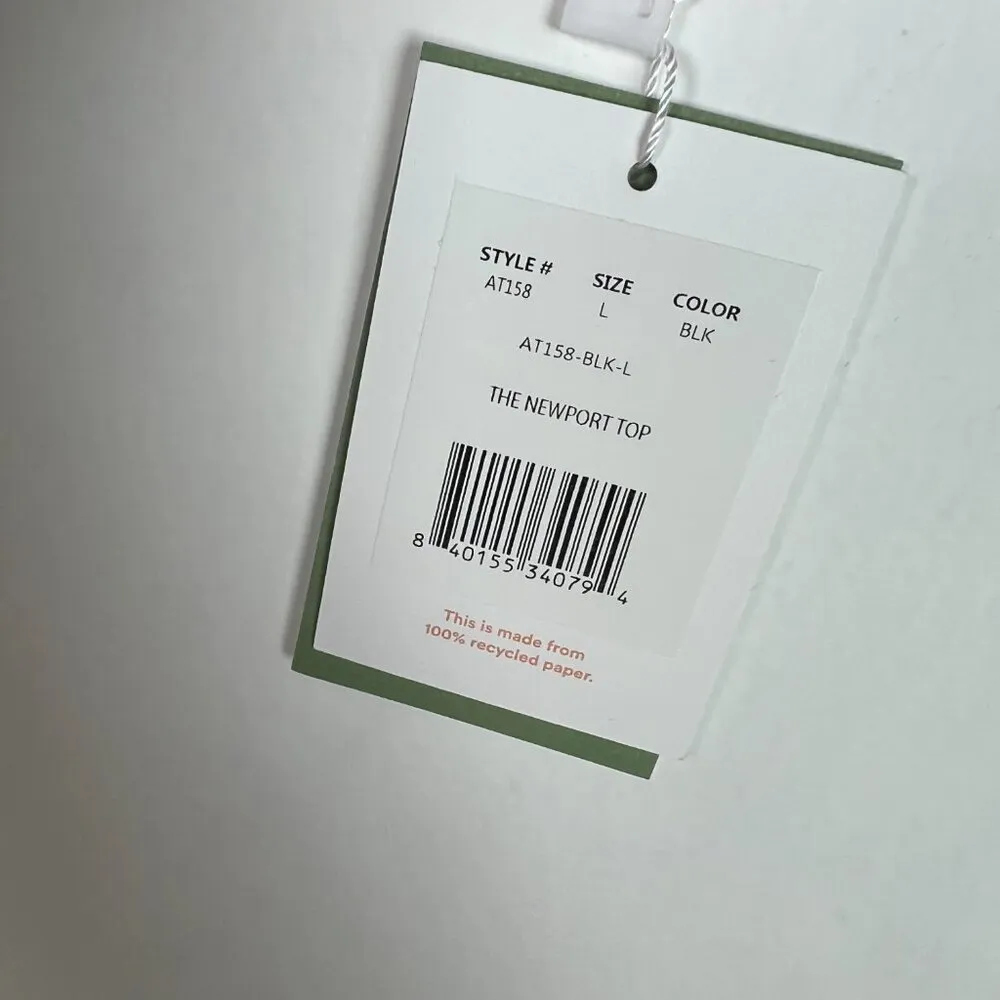 STYLE # SIZE COLOR
AT158 L BLK
AT158-BLK-L
THE NEWPORT TOP
8 40155 34079 4
This is made from
100% recycled paper.